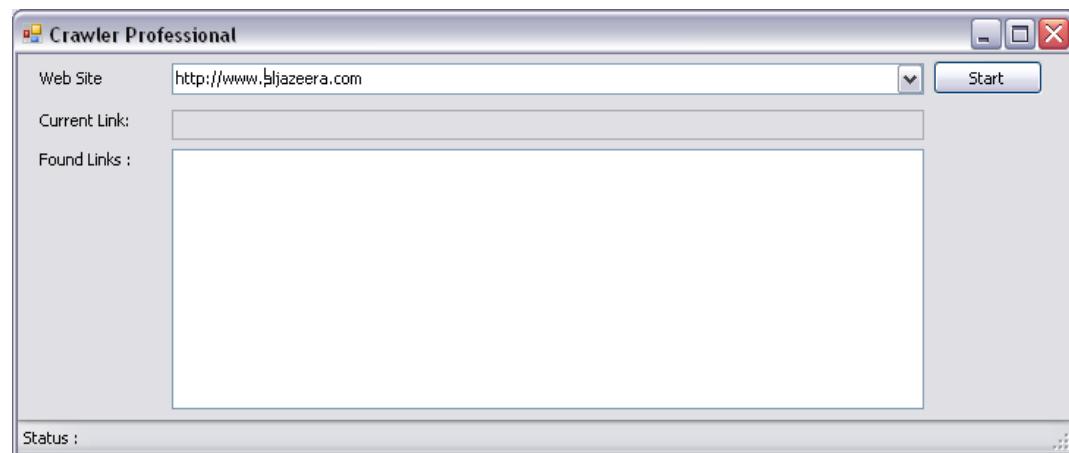 Crawler Professional
Web Site http://www.aljazeera.com Start
Current Link:
Found Links :
Status :